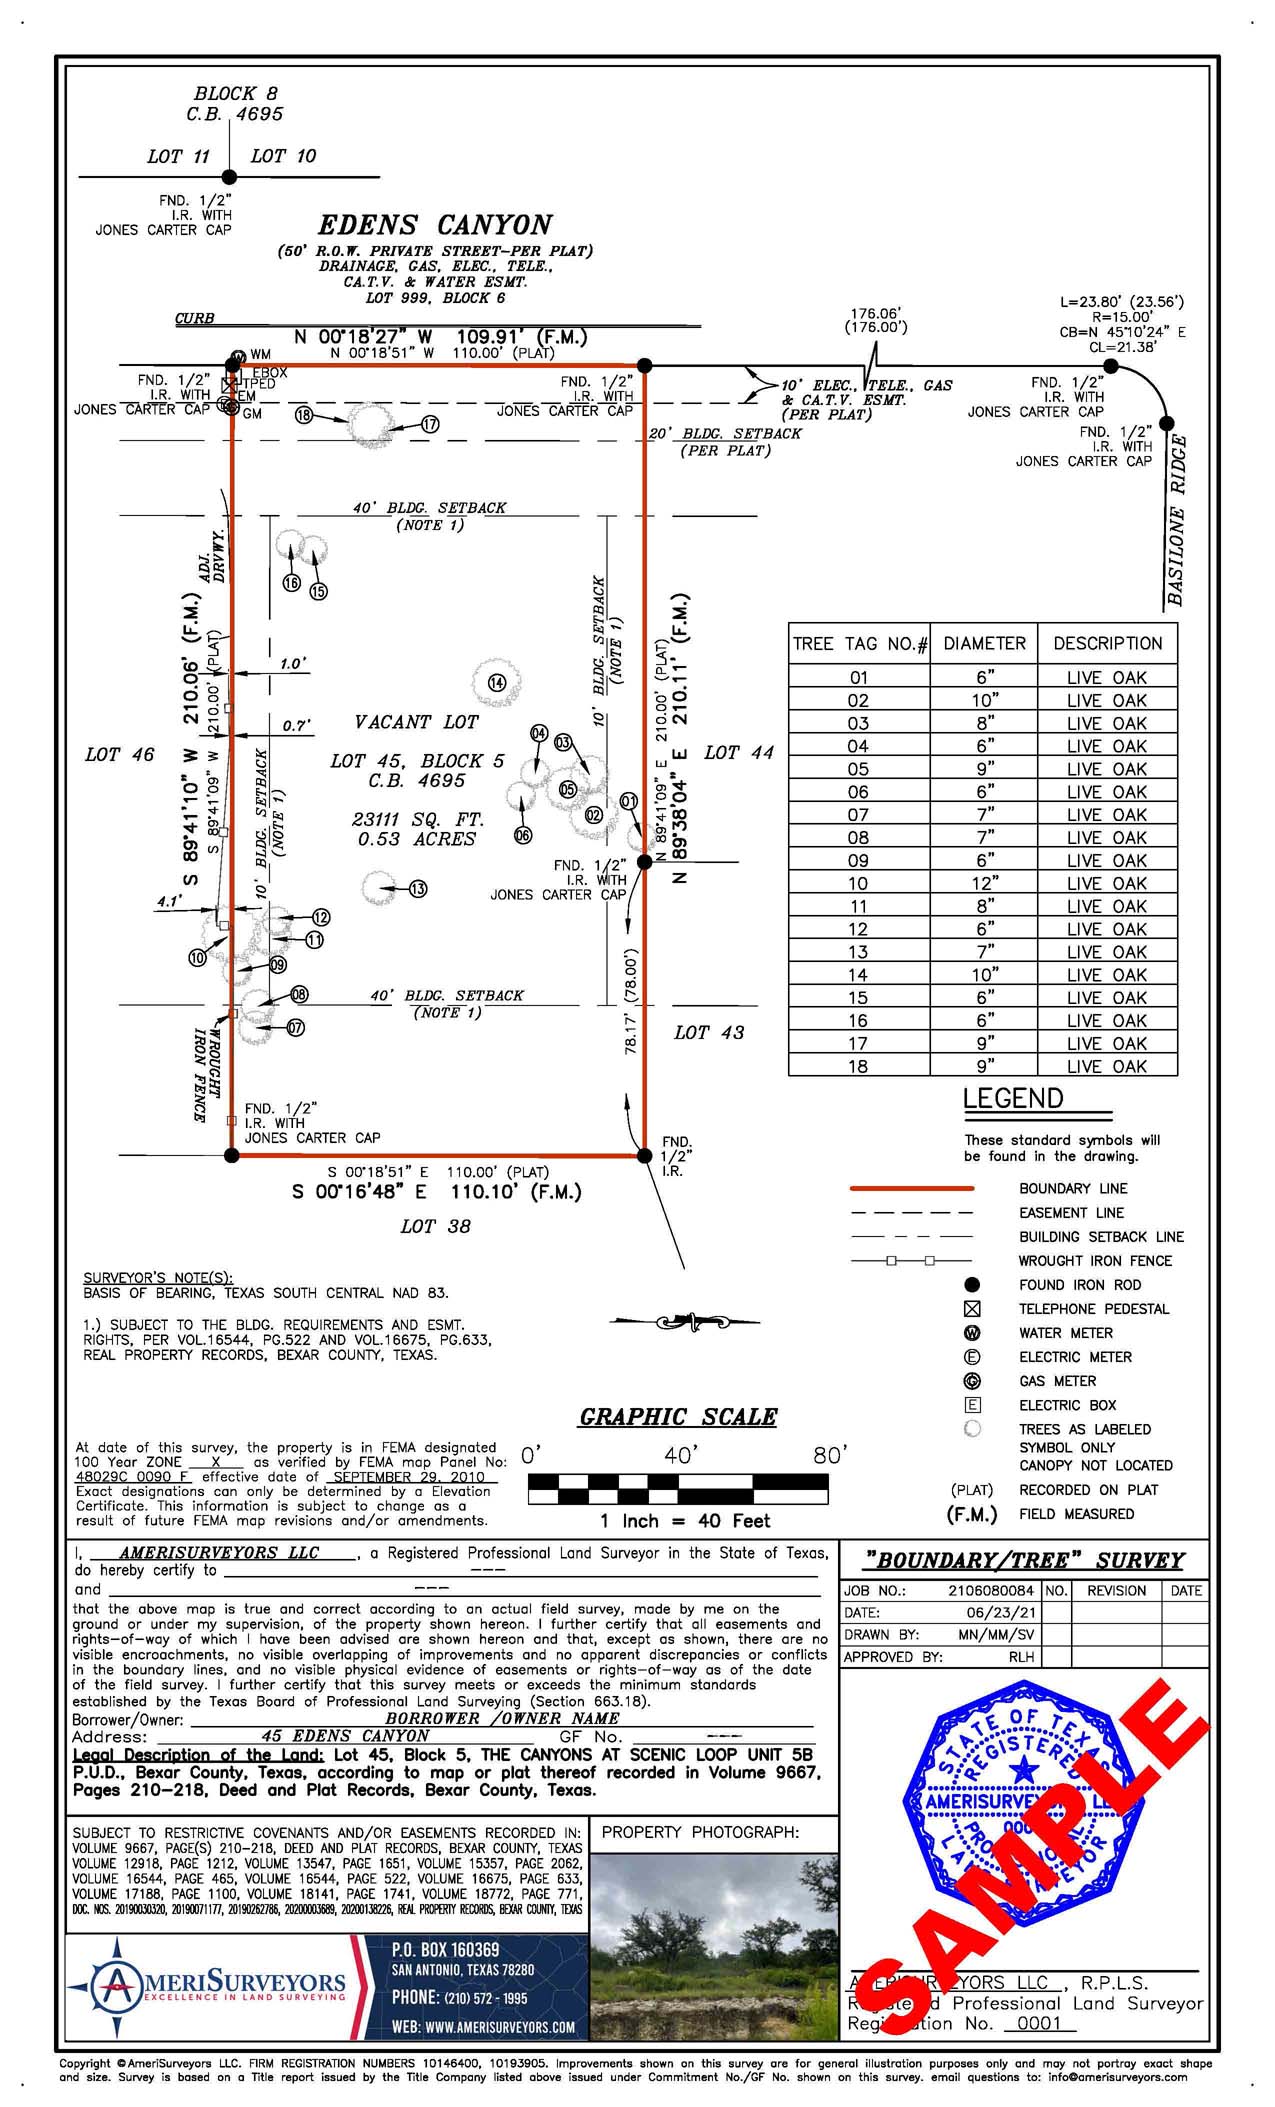 BLOCK 8
C.B. 4695
LOT 11
LOT 10
FND. 1/2"
I.R. WITH
JONES CARTER CAP
EDENS CANYON
(50' R.O.W. PRIVATE STREET-PER PLAT)
DRAINAGE, GAS, ELEC., TELE.,
CA.T.V. & WATER ESMT.
LOT 999, BLOCK 6
CURB
N 00°18'27" W 109.91' (F.M.)
N 00°18'51" W 110.00' (PLAT)
176.06'
(176.00')
L=23.80' (23.56')
R=15.00'
CB=N 45°10'24" E
CL=21.38'
WM
EBOX
TPED
EM
GM
FND. 1/2"
I.R. WITH
JONES CARTER CAP
FND. 1/2"
I.R. WITH
JONES CARTER CAP
10' ELEC., TELE., GAS
& CA.T.V. ESMT.
(PER PLAT)
FND. 1/2"
I.R. WITH
JONES CARTER CAP
FND. 1/2"
I.R. WITH
JONES CARTER CAP
BASILONE RIDGE
18
17
20' BLDG. SETBACK
(PER PLAT)
40' BLDG. SETBACK
(NOTE 1)
ADJ.
DRVWY.
16
15
10' BLDG. SETBACK
(NOTE 1)
S 89°41'10" W 210.06' (F.M.)
S 89°41'09" W 210.00' (PLAT)
N 89°41'09" E 210.00' (PLAT)
N 89°38'04" E 210.11' (F.M.)
1.0'
0.7'
14
VACANT LOT
LOT 45, BLOCK 5
C.B. 4695
23111 SQ. FT.
0.53 ACRES
LOT 46
LOT 44
04
03
05
02
01
06
10' BLDG. SETBACK
(NOTE 1)
FND. 1/2"
I.R. WITH
JONES CARTER CAP
13
4.1'
12
11
10
09
08
07
78.17' (78.00')
40' BLDG. SETBACK
(NOTE 1)
LOT 43
WROUGHT
IRON FENCE
FND. 1/2"
I.R. WITH
JONES CARTER CAP
FND.
1/2"
I.R.
S 00°18'51" E 110.00' (PLAT)
S 00°16'48" E 110.10' (F.M.)
LOT 38
TREE TAG NO.# DIAMETER DESCRIPTION
01 6" LIVE OAK
02 10" LIVE OAK
03 8" LIVE OAK
04 6" LIVE OAK
05 9" LIVE OAK
06 6" LIVE OAK
07 7" LIVE OAK
08 7" LIVE OAK
09 6" LIVE OAK
10 12" LIVE OAK
11 8" LIVE OAK
12 6" LIVE OAK
13 7" LIVE OAK
14 10" LIVE OAK
15 6" LIVE OAK
16 6" LIVE OAK
17 9" LIVE OAK
18 9" LIVE OAK
LEGEND
These standard symbols will
be found in the drawing.
BOUNDARY LINE
EASEMENT LINE
BUILDING SETBACK LINE
WROUGHT IRON FENCE
FOUND IRON ROD
TELEPHONE PEDESTAL
W WATER METER
E ELECTRIC METER
G GAS METER
E ELECTRIC BOX
TREES AS LABELED
SYMBOL ONLY
CANOPY NOT LOCATED
(PLAT) RECORDED ON PLAT
(F.M.) FIELD MEASURED
SURVEYOR'S NOTE(S):
BASIS OF BEARING, TEXAS SOUTH CENTRAL NAD 83.
1.) SUBJECT TO THE BLDG. REQUIREMENTS AND ESMT.
RIGHTS, PER VOL.16544, PG.522 AND VOL.16675, PG.633,
REAL PROPERTY RECORDS, BEXAR COUNTY, TEXAS.
At date of this survey, the property is in FEMA designated
100 Year ZONE X as verified by FEMA map Panel No:
48029C 0090 F effective date of SEPTEMBER 29, 2010
Exact designations can only be determined by a Elevation
Certificate. This information is subject to change as a
result of future FEMA map revisions and/or amendments.
GRAPHIC SCALE
0' 40' 80'
1 Inch = 40 Feet
I, AMERISURVEYORS LLC , a Registered Professional Land Surveyor in the State of Texas,
do hereby certify to ---
and ---
that the above map is true and correct according to an actual field survey, made by me on the
ground or under my supervision, of the property shown hereon. I further certify that all easements and
rights-of-way of which I have been advised are shown hereon and that, except as shown, there are no
visible encroachments, no visible overlapping of improvements and no apparent discrepancies or conflicts
in the boundary lines, and no visible physical evidence of easements or rights-of-way as of the date
of the field survey. I further certify that this survey meets or exceeds the minimum standards
established by the Texas Board of Professional Land Surveying (Section 663.18).
Borrower/Owner: BORROWER /OWNER NAME
Address: 45 EDENS CANYON GF No. ---
Legal Description of the Land: Lot 45, Block 5, THE CANYONS AT SCENIC LOOP UNIT 5B
P.U.D., Bexar County, Texas, according to map or plat thereof recorded in Volume 9667,
Pages 210-218, Deed and Plat Records, Bexar County, Texas.
"BOUNDARY/TREE" SURVEY
JOB NO.: 2106080084 NO. REVISION DATE
DATE: 06/23/21
DRAWN BY: MN/MM/SV
APPROVED BY: RLH
SUBJECT TO RESTRICTIVE COVENANTS AND/OR EASEMENTS RECORDED IN:
VOLUME 9667, PAGE(S) 210-218, DEED AND PLAT RECORDS, BEXAR COUNTY, TEXAS
VOLUME 12918, PAGE 1212, VOLUME 13547, PAGE 1651, VOLUME 15357, PAGE 2062,
VOLUME 16544, PAGE 465, VOLUME 16544, PAGE 522, VOLUME 16675, PAGE 633,
VOLUME 17188, PAGE 1100, VOLUME 18141, PAGE 1741, VOLUME 18772, PAGE 771,
DOC. NOS. 20190030320, 20190071177, 20190262786, 20200003689, 20200138226, REAL PROPERTY RECORDS, BEXAR COUNTY, TEXAS
PROPERTY PHOTOGRAPH:
AMERISURVEYORS
EXCELLENCE IN LAND SURVEYING
P.O. BOX 160369
SAN ANTONIO, TEXAS 78280
PHONE: (210) 572 - 1995
WEB: WWW.AMERISURVEYORS.COM
STATE OF TEXAS
REGISTERED
SAMPLE
LLC , R.P.L.S.
Professional Land Surveyor
No. 0001
Copyright ©AmeriSurveyors LLC. FIRM REGISTRATION NUMBERS 10146400, 10193905. Improvements shown on this survey are for general illustration purposes only and may not portray exact shape
and size. Survey is based on a Title report issued by the Title Company listed above issued under Commitment No./GF No. shown on this survey. email questions to: info@amerisurveyors.com